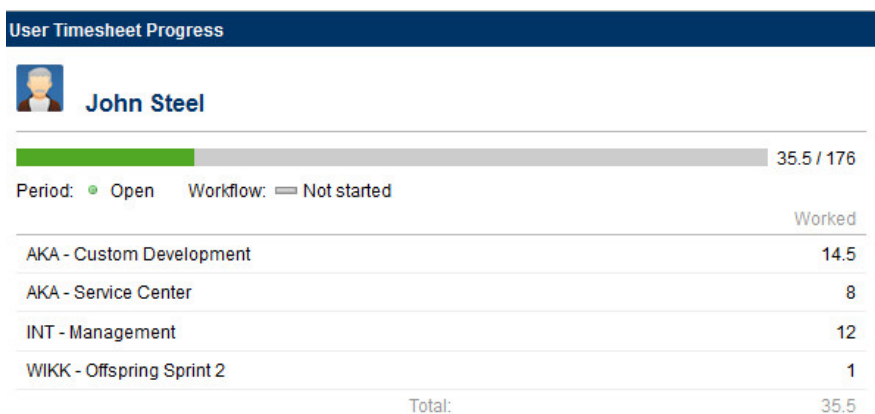 User Timesheet Progress
John Steel
35.5 / 176
Period: Open Workflow: Not started
Worked
AKA - Custom Development 14.5
AKA - Service Center 8
INT - Management 12
WIKK - Offspring Sprint 2 1
Total: 35.5